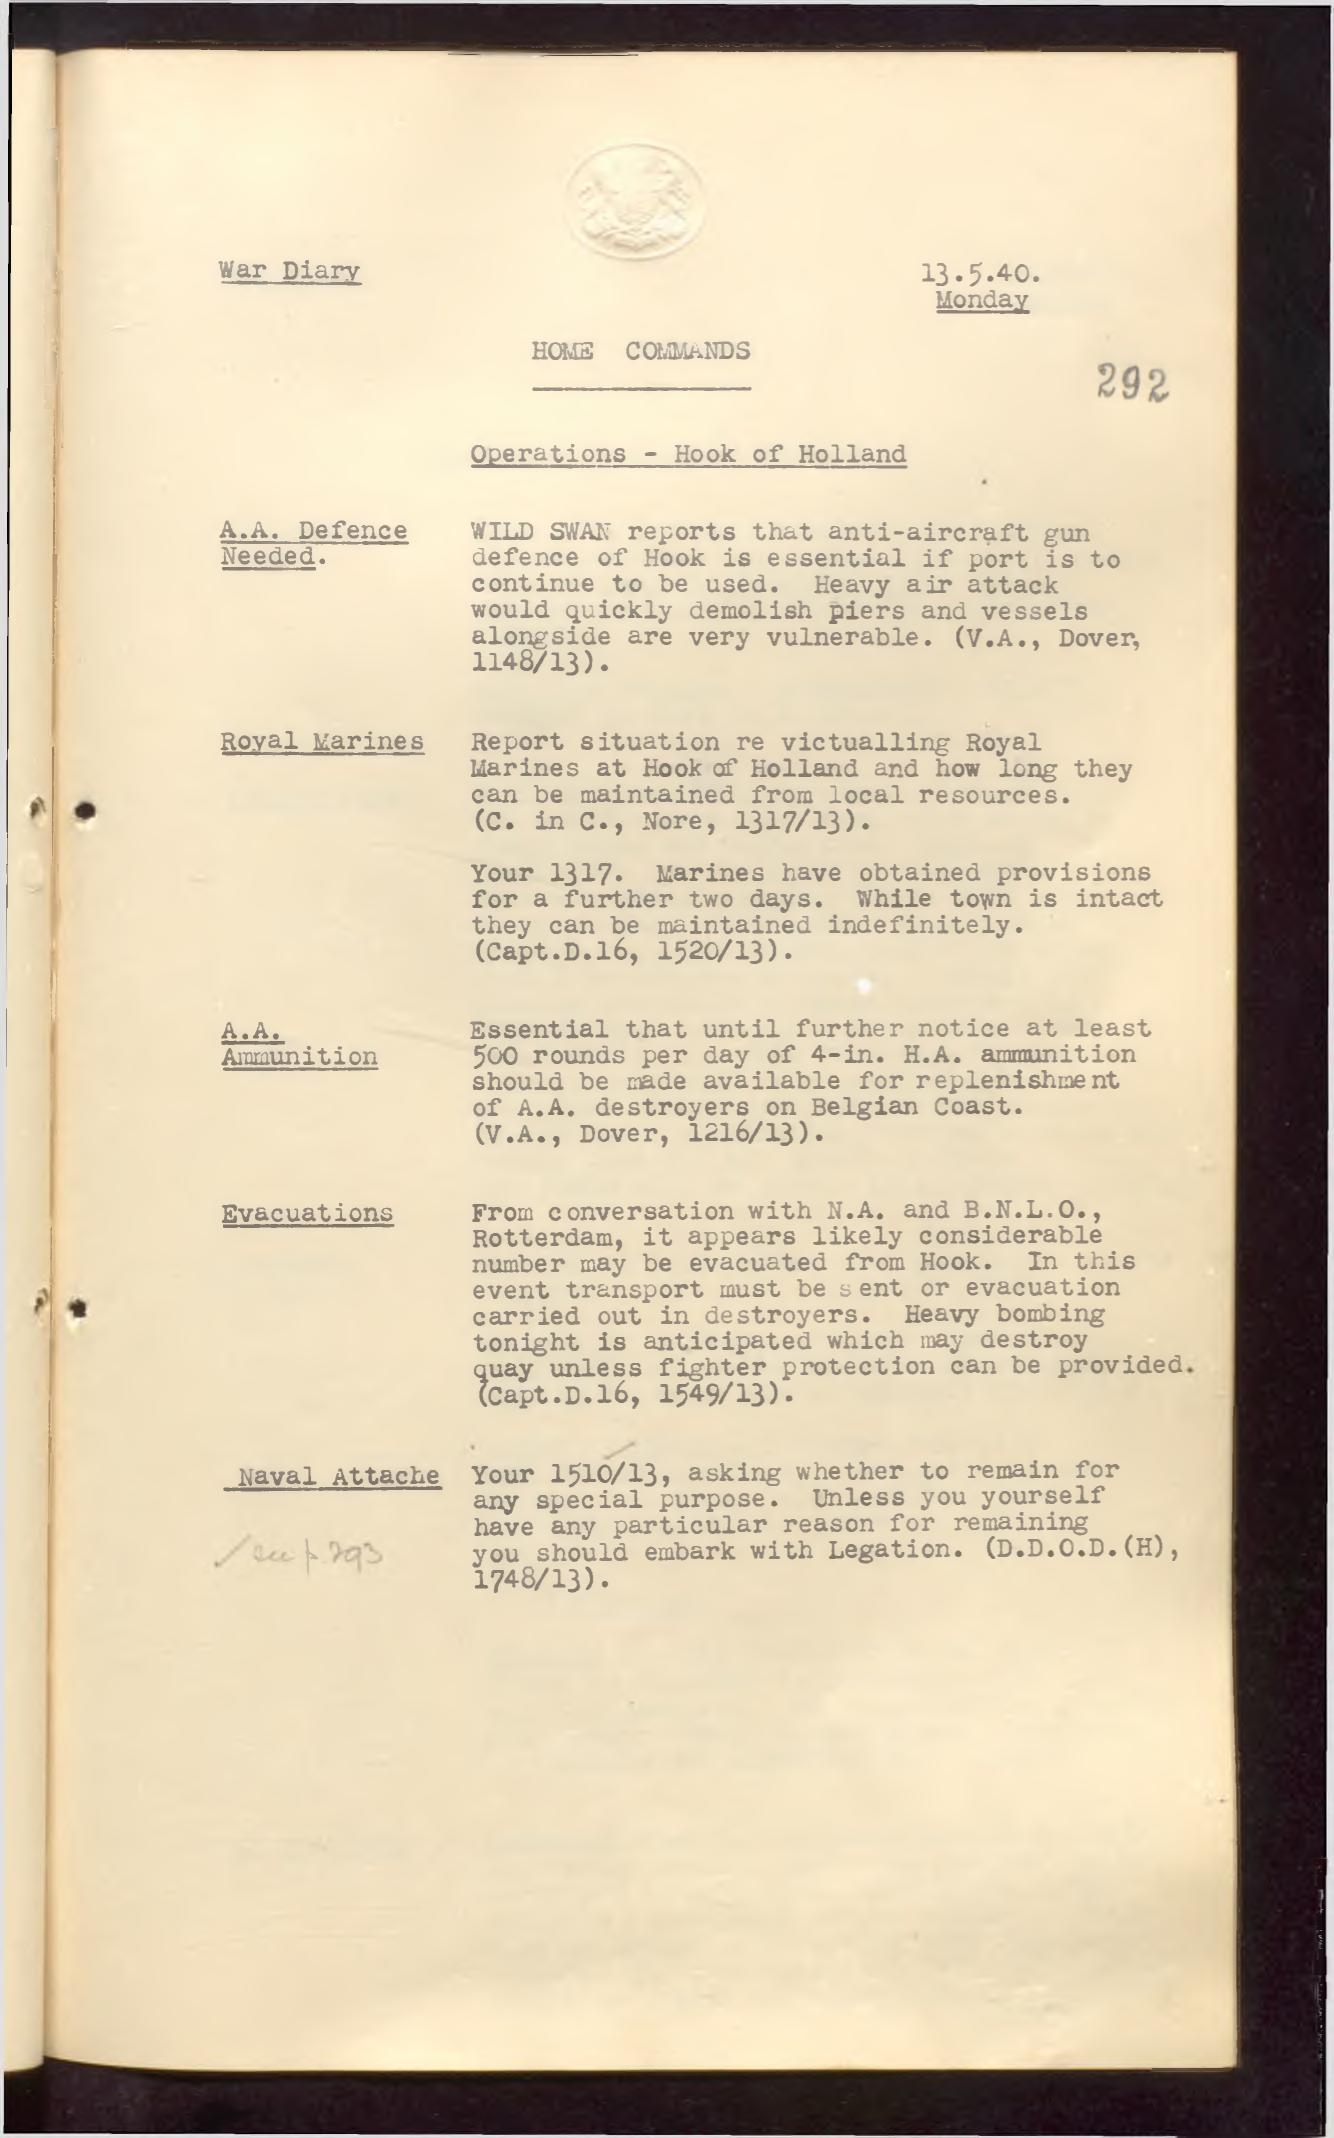 War Diary
13.5.40.
Monday
HOME COMMANDS
292
Operations - Hook of Holland
A.A. Defence
Needed.
WILD SWAN reports that anti-aircraft gun
defence of Hook is essential if port is to
continue to be used. Heavy air attack
would quickly demolish piers and vessels
alongside are very vulnerable. (V.A., Dover,
1148/13).
Royal Marines
Report situation re victualling Royal
Marines at Hook of Holland and how long they
can be maintained from local resources.
(C. in C., Nore, 1317/13).
Your 1317. Marines have obtained provisions
for a further two days. While town is intact
they can be maintained indefinitely.
(Capt.D.16, 1520/13).
A.A.
Ammunition
Essential that until further notice at least
500 rounds per day of 4-in. H.A. ammunition
should be made available for replenishment
of A.A. destroyers on Belgian Coast.
(V.A., Dover, 1216/13).
Evacuations
From conversation with N.A. and B.N.L.O.,
Rotterdam, it appears likely considerable
number may be evacuated from Hook. In this
event transport must be sent or evacuation
carried out in destroyers. Heavy bombing
tonight is anticipated which may destroy
quay unless fighter protection can be provided.
(Capt.D.16, 1549/13).
Naval Attache
Your 1510/13, asking whether to remain for
any special purpose. Unless you yourself
have any particular reason for remaining
you should embark with Legation. (D.D.O.D.(H),
1748/13).
see p. 293